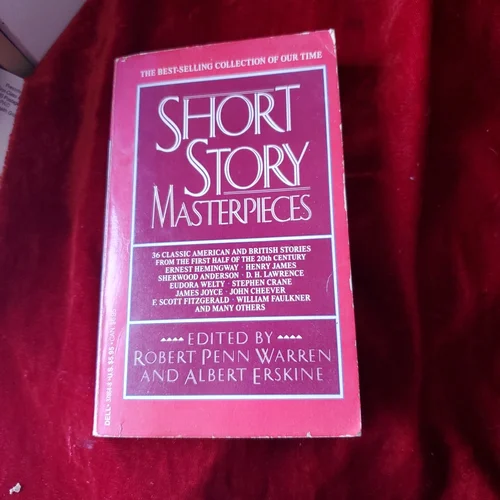 THE BEST-SELLING COLLECTION OF OUR TIME
SHORT
STORY
MASTERPIECES
36 CLASSIC AMERICAN AND BRITISH STORIES
FROM THE FIRST HALF OF THE 20TH CENTURY
ERNEST HEMINGWAY · HENRY JAMES
SHERWOOD ANDERSON · D. H. LAWRENCE
EUDORA WELTY · STEPHEN CRANE
JAMES JOYCE · JOHN CHEEVER
F. SCOTT FITZGERALD · WILLIAM FAULKNER
AND MANY OTHERS
EDITED BY
ROBERT PENN WARREN
AND ALBERT ERSKINE
DELL